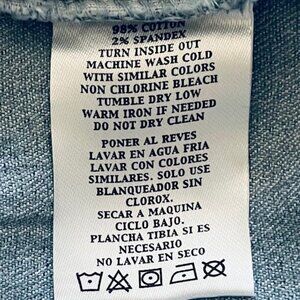 98% COTTON
2% SPANDEX
TURN INSIDE OUT
MACHINE WASH COLD
WITH SIMILAR COLORS
NON CHLORINE BLEACH
TUMBLE DRY LOW
WARM IRON IF NEEDED
DO NOT DRY CLEAN
PONER AL REVES
LAVAR EN AGUA FRIA
LAVAR CON COLORES
SIMILARES. SOLO USE
BLANQUEADOR SIN
CLOROX.
SECAR A MAQUINA
CICLO BAJO.
PLANCHA TIBIA SI ES
NECESARIO
NO LAVAR EN SECO